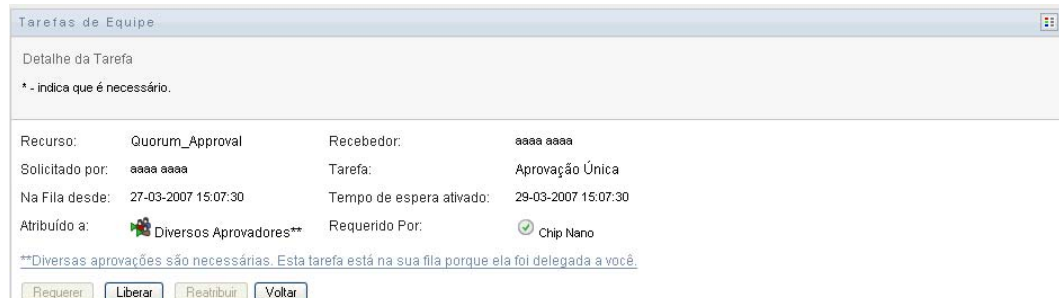 Tarefas de Equipe
Detalhe da Tarefa
* - indica que é necessário.
Recurso: Quorum_Approval Recebedor: aaaa aaaa
Solicitado por: aaaa aaaa Tarefa: Aprovação Única
Na Fila desde: 27-03-2007 15:07:30 Tempo de espera ativado: 29-03-2007 15:07:30
Atribuído a: Diversos Aprovadores** Requerido Por: Chip Nano
**Diversas aprovações são necessárias. Esta tarefa está na sua fila porque ela foi delegada a você.
Requerer Liberar Reatribuir Voltar